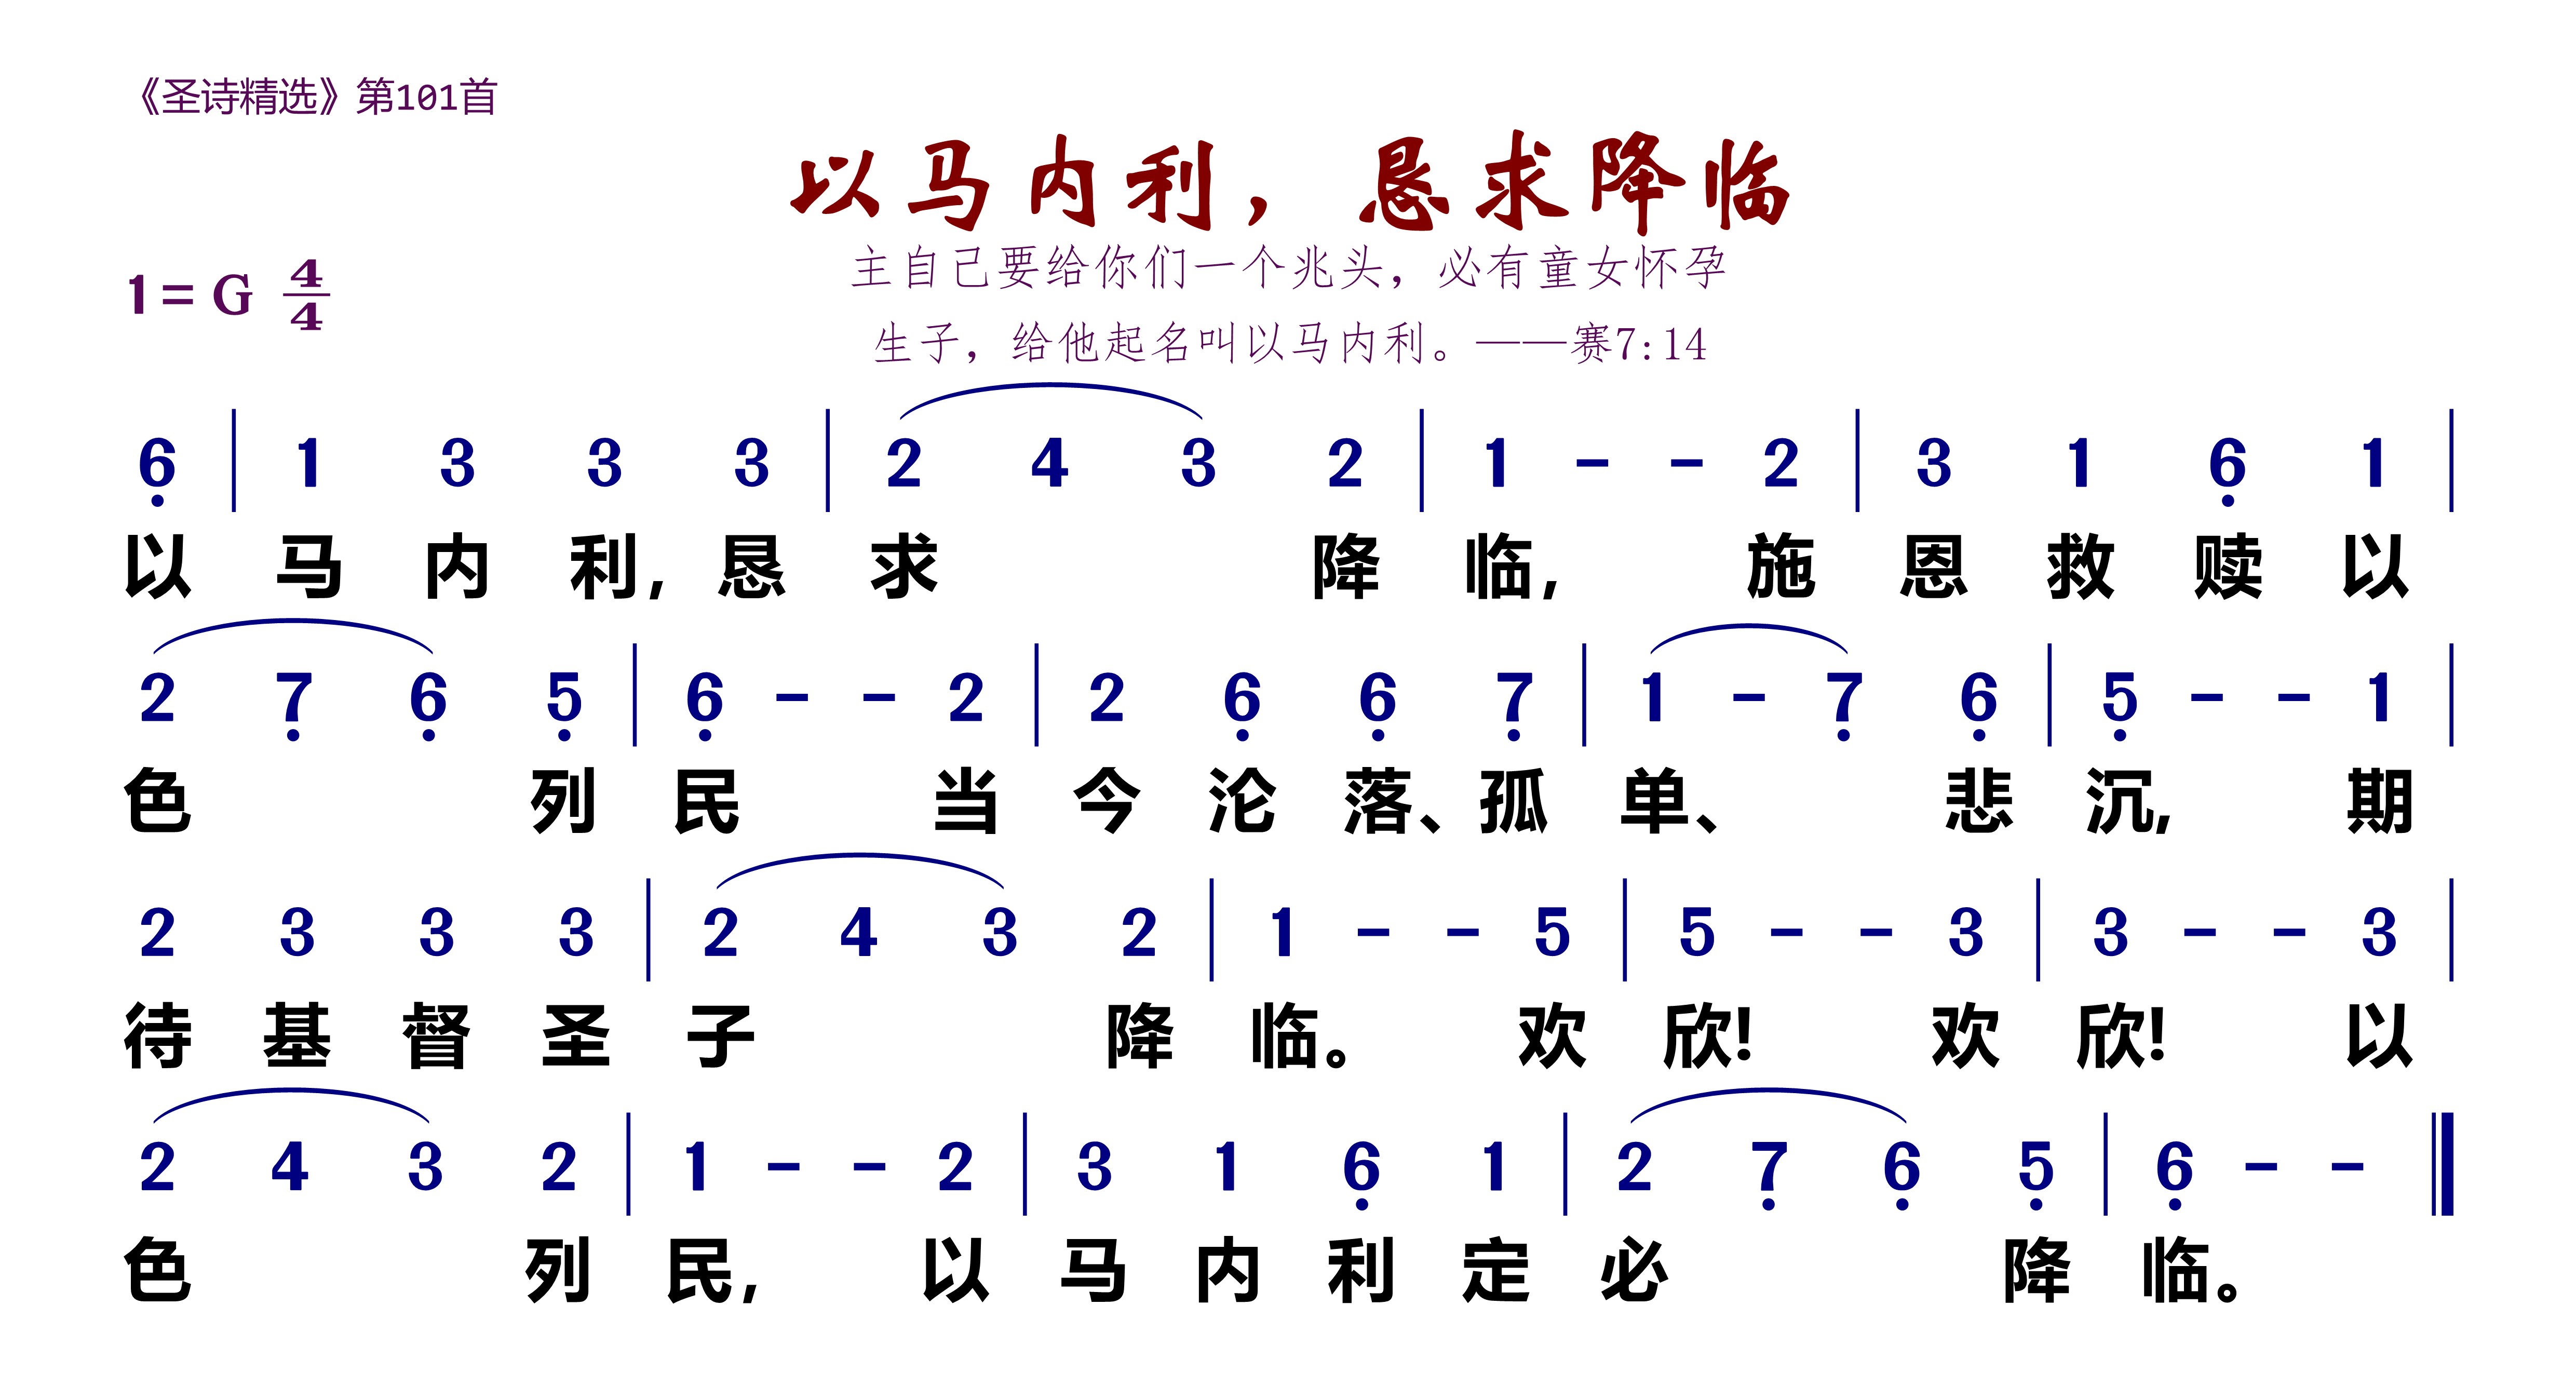 《圣诗精选》第101首
以马内利，恳求降临
主自己要给你们一个兆头，必有童女怀孕
1= G 4/4
生子，给他起名叫以马内利。——赛7:14
6̣ | 1 3 3 3 | 2 4 3 2 | 1 - - 2 | 3 1 6̣ 1 |
以 马 内 利, 恳 求 降 临, 施 恩 救 赎 以
2 7̣ 6̣ 5̣ | 6̣ - - 2 | 2 6̣ 6̣ 7̣ | 1 - 7̣ 6̣ | 5̣ - - 1 |
色 列 民 当 今 沦 落、孤 单、 悲 沉, 期
2 3 3 3 | 2 4 3 2 | 1 - - 5 | 5 - - 3 | 3 - - 3 |
待 基 督 圣 子 降 临。 欢 欣! 欢 欣! 以
2 4 3 2 | 1 - - 2 | 3 1 6̣ 1 | 2 7̣ 6̣ 5̣ | 6̣ - - ‖
色 列 民, 以 马 内 利 定 必 降 临。